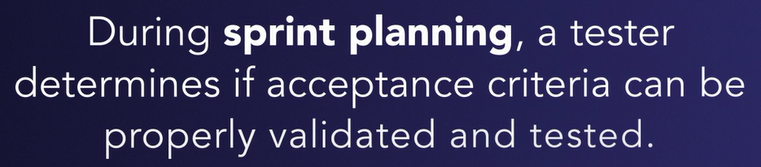 During sprint planning, a tester
determines if acceptance criteria can be
properly validated and tested.